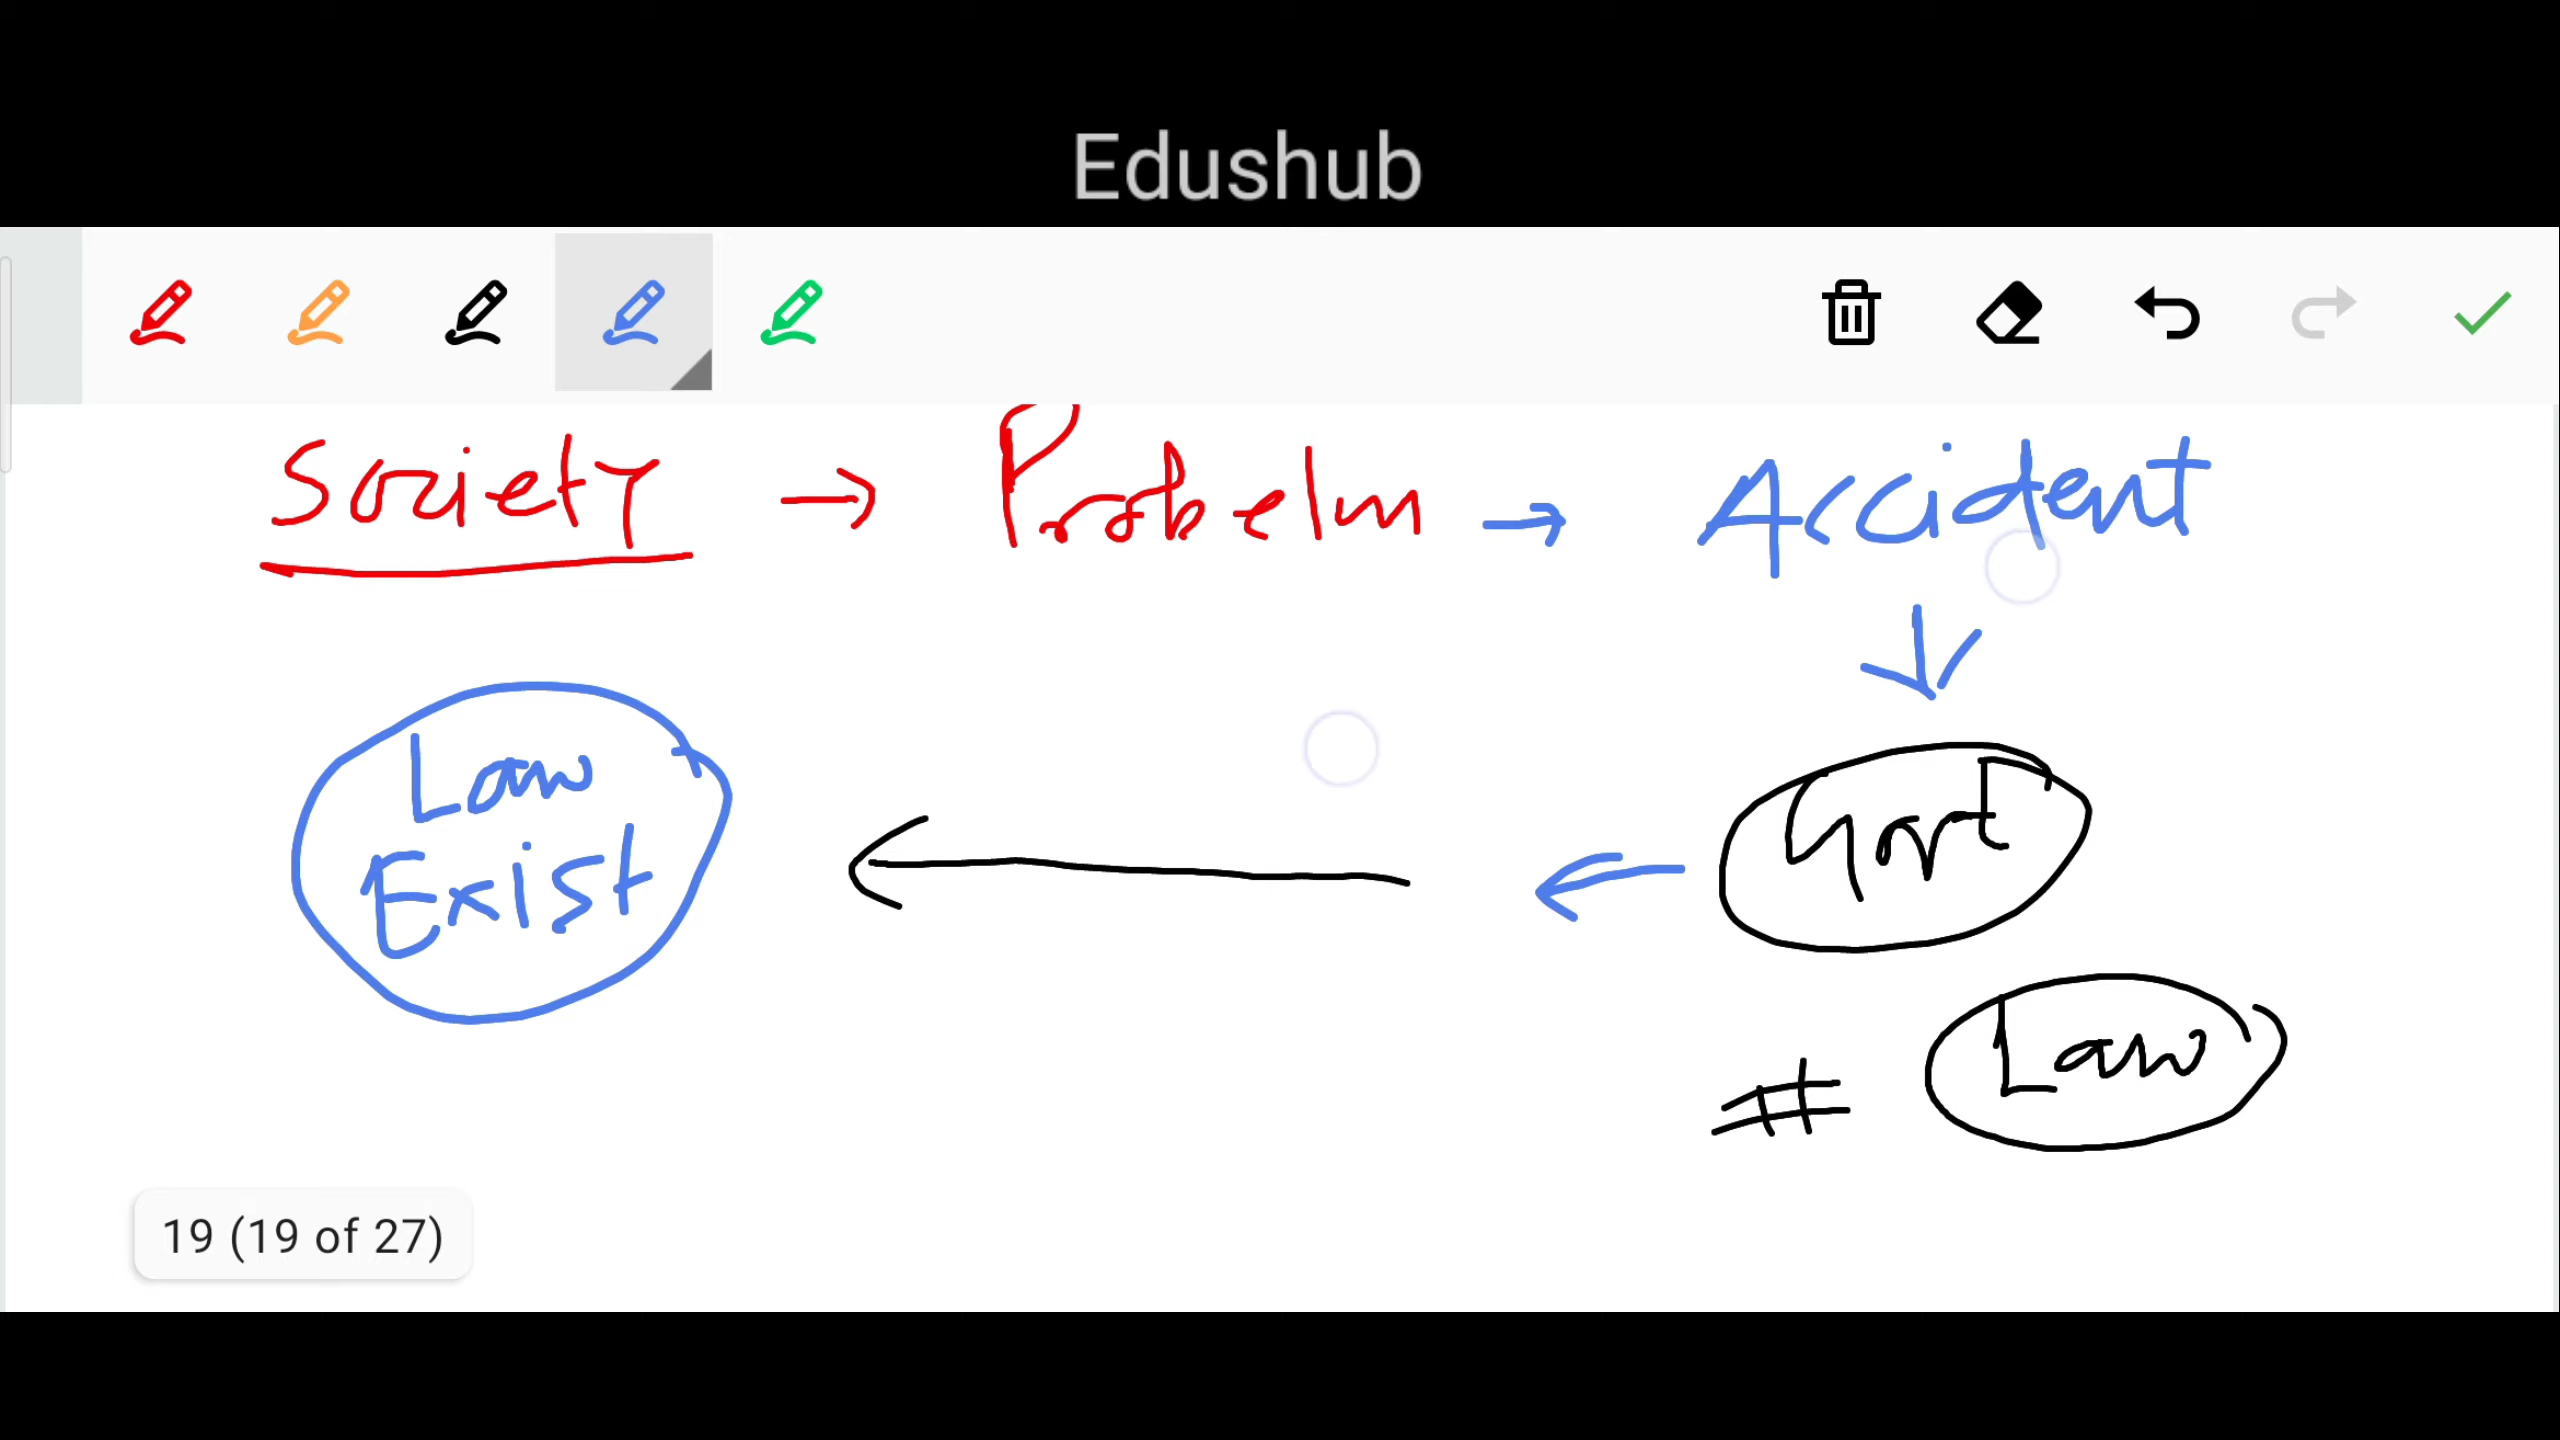 Edushub
Society → Probelm → Accident
Law
Exist
Govt
# Law
19 (19 of 27)